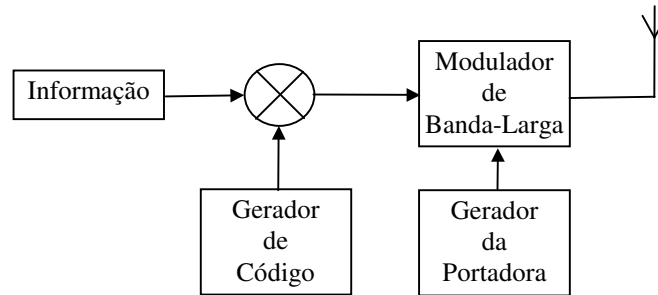 Informação
Modulador
de
Banda-Larga
Gerador
de
Código
Gerador
da
Portadora